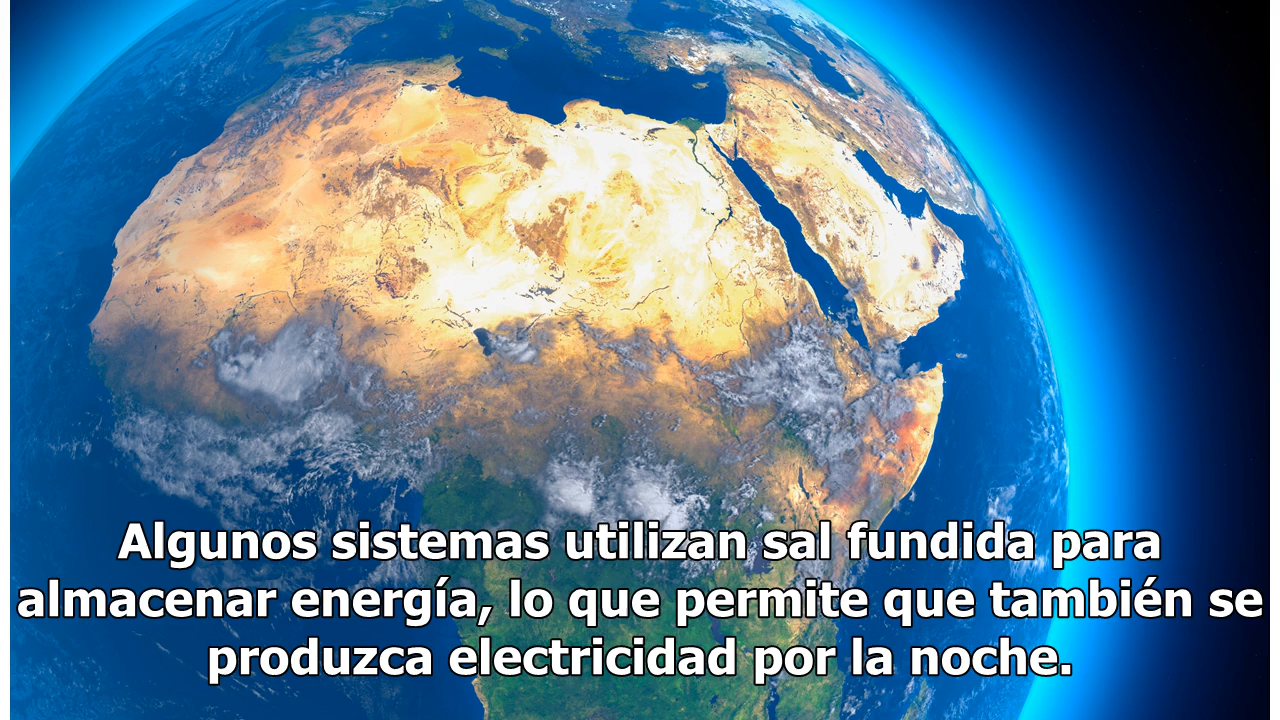 Algunos sistemas utilizan sal fundida para
almacenar energía, lo que permite que también se
produzca electricidad por la noche.